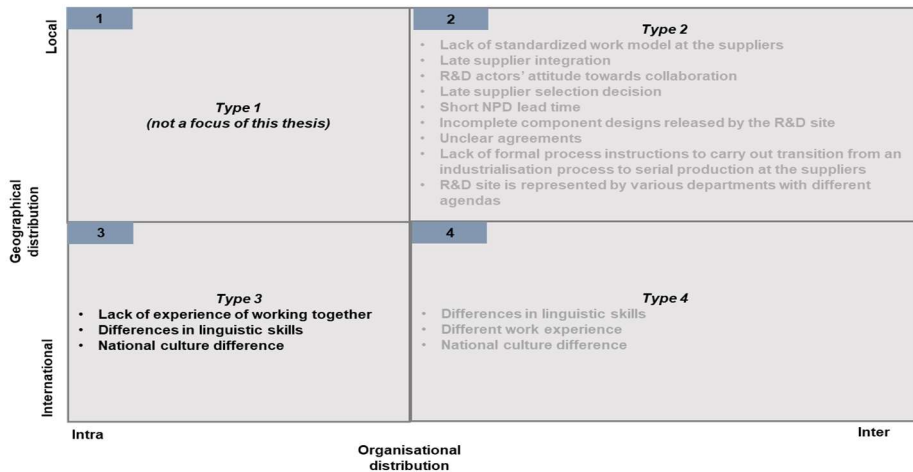 Local
1
Type 1
(not a focus of this thesis)
2
Type 2
• Lack of standardized work model at the suppliers
• Late supplier integration
• R&D actors' attitude towards collaboration
• Late supplier selection decision
• Short NPD lead time
• Incomplete component designs released by the R&D site
• Unclear agreements
• Lack of formal process instructions to carry out transition from an
industrialisation process to serial production at the suppliers
• R&D site is represented by various departments with different
agendas
Geographical
distribution
3
Type 3
• Lack of experience of working together
• Differences in linguistic skills
• National culture difference
4
Type 4
• Differences in linguistic skills
• Different work experience
• National culture difference
International
Intra
Inter
Organisational
distribution